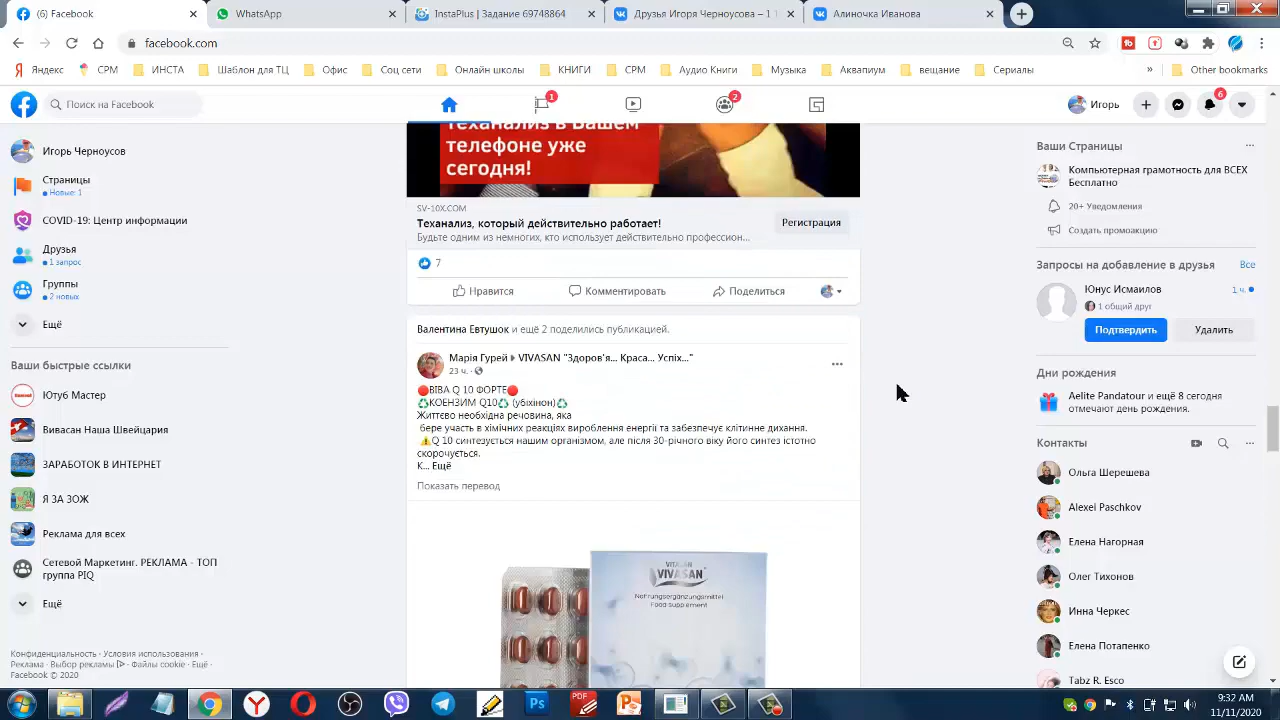 (6) Facebook
WhatsApp
InstaPlus | Задание 69748864
Друзья Игоря Черноусова – 1 1
Алиночка Иванова
facebook.com
Яндекс
СРМ
ИНСТА
Шаблон для ТЦ
Офис
Соц сети
Онлайн школы
КНИГИ
СРМ
Аудио Книги
Музыка
Аквапиум
вещание
Сериалы
»
Other bookmarks
Поиск на Facebook
1
2
Игорь
6
Игорь Черноусов
Страницы
Новые: 1
COVID-19: Центр информации
Друзья
1 запрос
Группы
2 новых
Ещё
Ваши быстрые ссылки
Ютуб Мастер
Вивасан Наша Швейцария
ЗАРАБОТОК В ИНТЕРНЕТ
Я ЗА ЗОЖ
Реклама для всех
Сетевой Маркетинг. РЕКЛАМА - ТОП
группа PIQ
Ещё
Конфиденциальность · Условия использования ·
Реклама · Выбор рекламы · Файлы cookie · Ещё ·
Facebook © 2020
теханализ в Вашем
телефоне уже
сегодня!
SV-10X.COM
Теханализ, который действительно работает!
Регистрация
Будьте одним из немногих, кто использует действительно профессион...
7
Нравится
Комментировать
Поделиться
Валентина Евтушок и ещё 2 поделились публикацией.
Марія Гурей VIVASAN "Здоров'я... Краса... Успіх..."
23 ч. ·
🔴ВІВА Q 10 ФОРТЕ🔴
♻КОЕНЗИМ Q10♻ (убіхінон)♻
Життєво необхідна речовина, яка
бере участь в хімічних реакціях вироблення енергії та забезпечує клітинне дихання.
⚠Q 10 синтезується нашим організмом, але після 30-річного віку його синтез істотно
скорочується.
К... Ещё
Показать перевод
VITASAN
VIVASAN
Nahrungsergänzungsmittel
Food supplement
Ваши Страницы
Компьютерная грамотность для ВСЕХ
Бесплатно
20+ Уведомления
Создать промоакцию
Запросы на добавление в друзья
Все
Юнус Исмаилов
1 ч.
1 общий друг
Подтвердить
Удалить
Дни рождения
Aelite Pandatour и ещё 8 сегодня
отмечают день рождения.
Контакты
Ольга Шерешева
Alexei Paschkov
Елена Нагорная
Олег Тихонов
Инна Черкес
Елена Потапенко
Tabz R. Esco
Ps
PDF
9:32 AM
11/11/2020